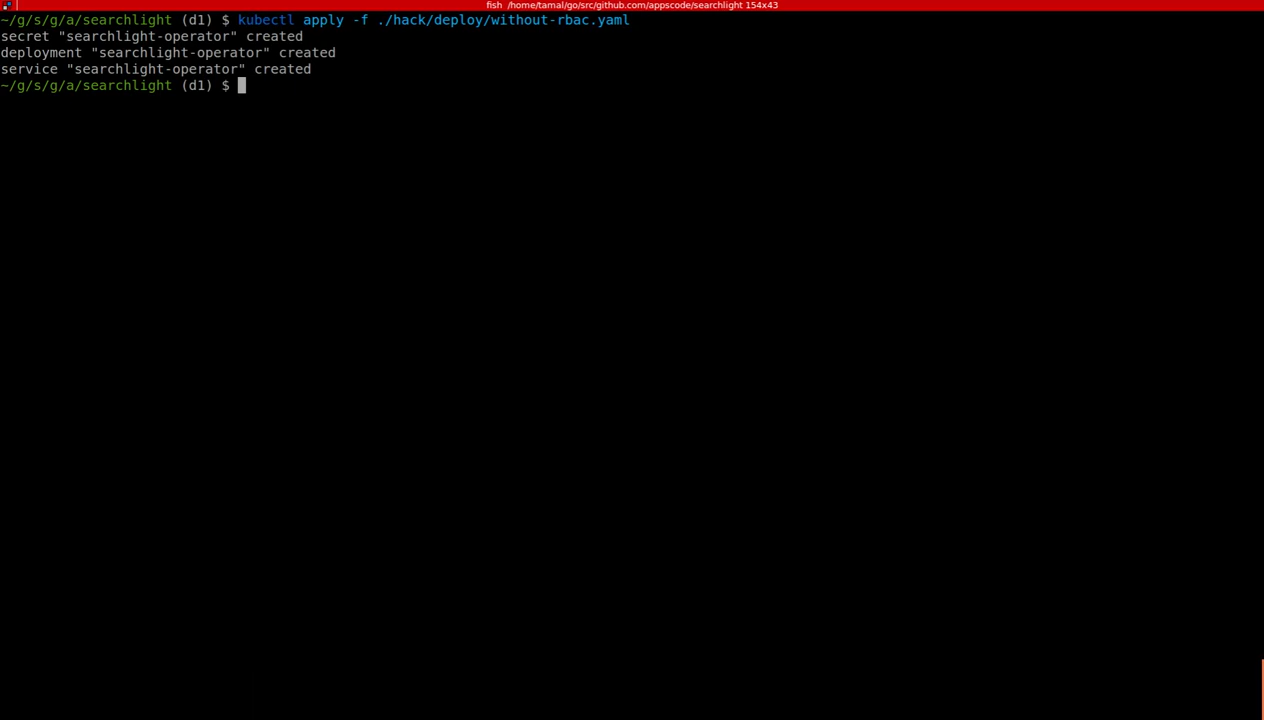 fish /home/tamal/go/src/github.com/appscode/searchlight 154x43
~/g/s/g/a/searchlight (d1) $ kubectl apply -f ./hack/deploy/without-rbac.yaml
secret "searchlight-operator" created
deployment "searchlight-operator" created
service "searchlight-operator" created
~/g/s/g/a/searchlight (d1) $